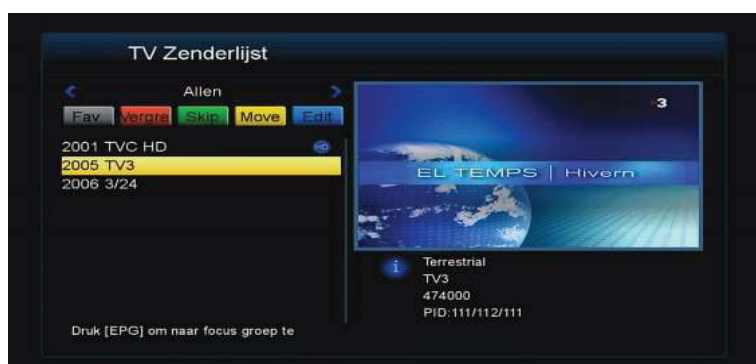 TV Zenderlijst
Allen
Fav Vergre Skip Move Edit
2001 TVC HD HD
2005 TV3
2006 3/24
3
EL TEMPS | Hivern
i Terrestrial
TV3
474000
PID:111/112/111
Druk [EPG] om naar focus groep te